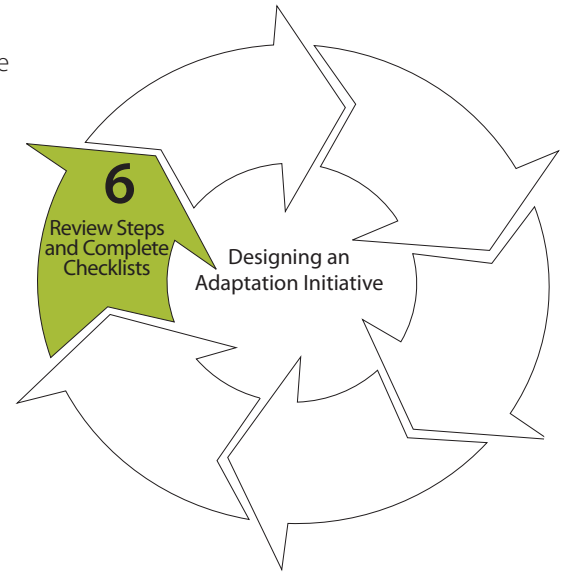 e
6
Review Steps
and Complete
Checklists
Designing an
Adaptation Initiative